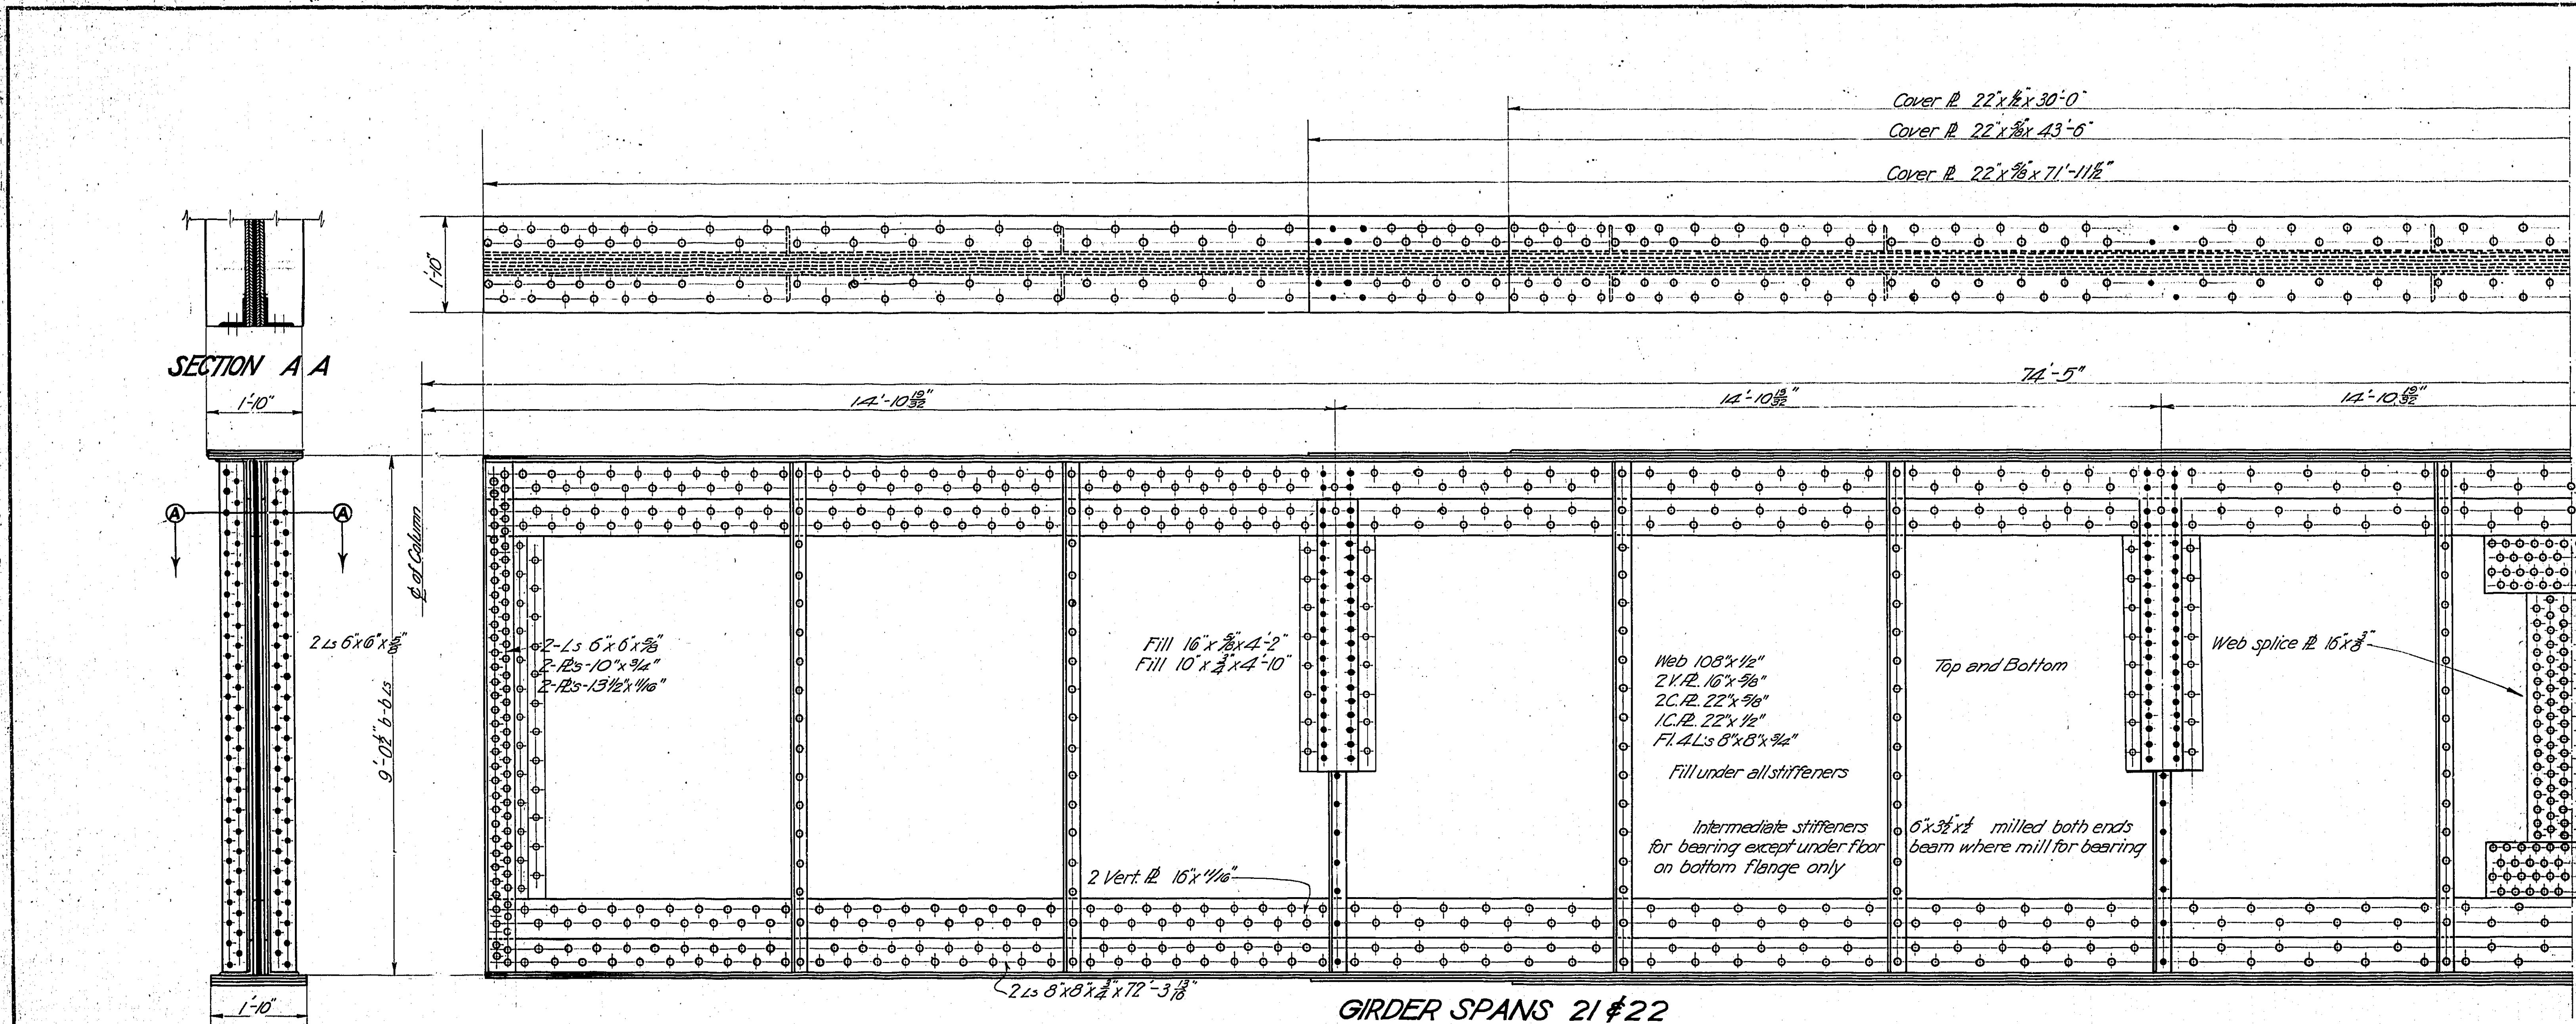 Cover ⅊ 22"x½"x30'-0"
Cover ⅊ 22"x⅝"x43'-6"
Cover ⅊ 22"x⅝"x71'-11½"
1'-10"
SECTION A A
1'-10"
74'-5"
14'-10 19/32"
14'-10 19/32"
14'-10 19/32"
A
A
℄ of Column
2 Ls 6"x6"x⅝"
9'-0½" b-b Ls
2-Ls 6"x6"x⅝"
2-⅊s-10"x3/4"
2-⅊s-13½"x11/16"
Fill 16"x⅝"x4'-2"
Fill 10"x¾"x4'-10"
Web 108"x½"
2 V.⅊. 16"x⅝"
2 C.⅊. 22"x⅝"
1 C.⅊. 22"x½"
Fl. 4 L's 8"x8"x¾"
Top and Bottom
Web splice ⅊ 16"x⅜"
Fill under all stiffeners
Intermediate stiffeners 6"x3½"x½ milled both ends
for bearing except under floor beam where mill for bearing
on bottom flange only
2 Vert. ⅊ 16"x11/16"
2 Ls 8"x8"x¾"x72'-3 13/16"
1'-10"
GIRDER SPANS 21 & 22